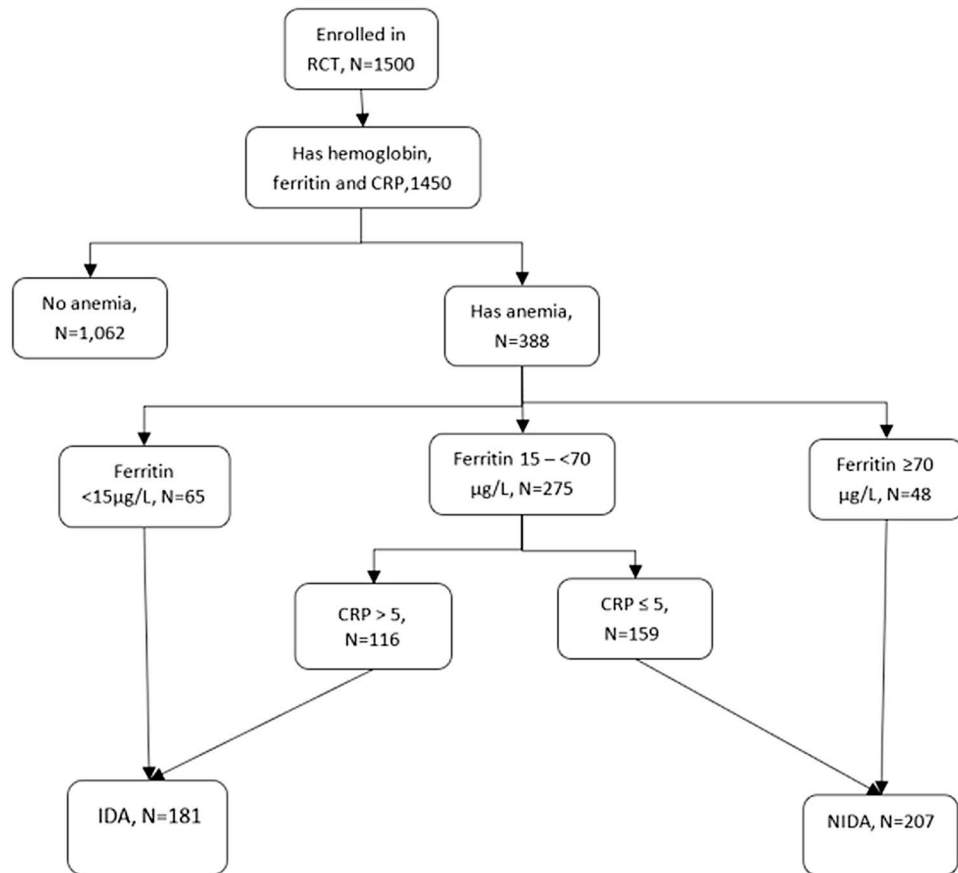 Enrolled in
RCT, N=1500
Has hemoglobin,
ferritin and CRP,1450
No anemia,
N=1,062
Has anemia,
N=388
Ferritin
<15µg/L, N=65
Ferritin 15 – <70
µg/L, N=275
Ferritin ≥70
µg/L, N=48
CRP > 5,
N=116
CRP ≤ 5,
N=159
IDA, N=181
NIDA, N=207